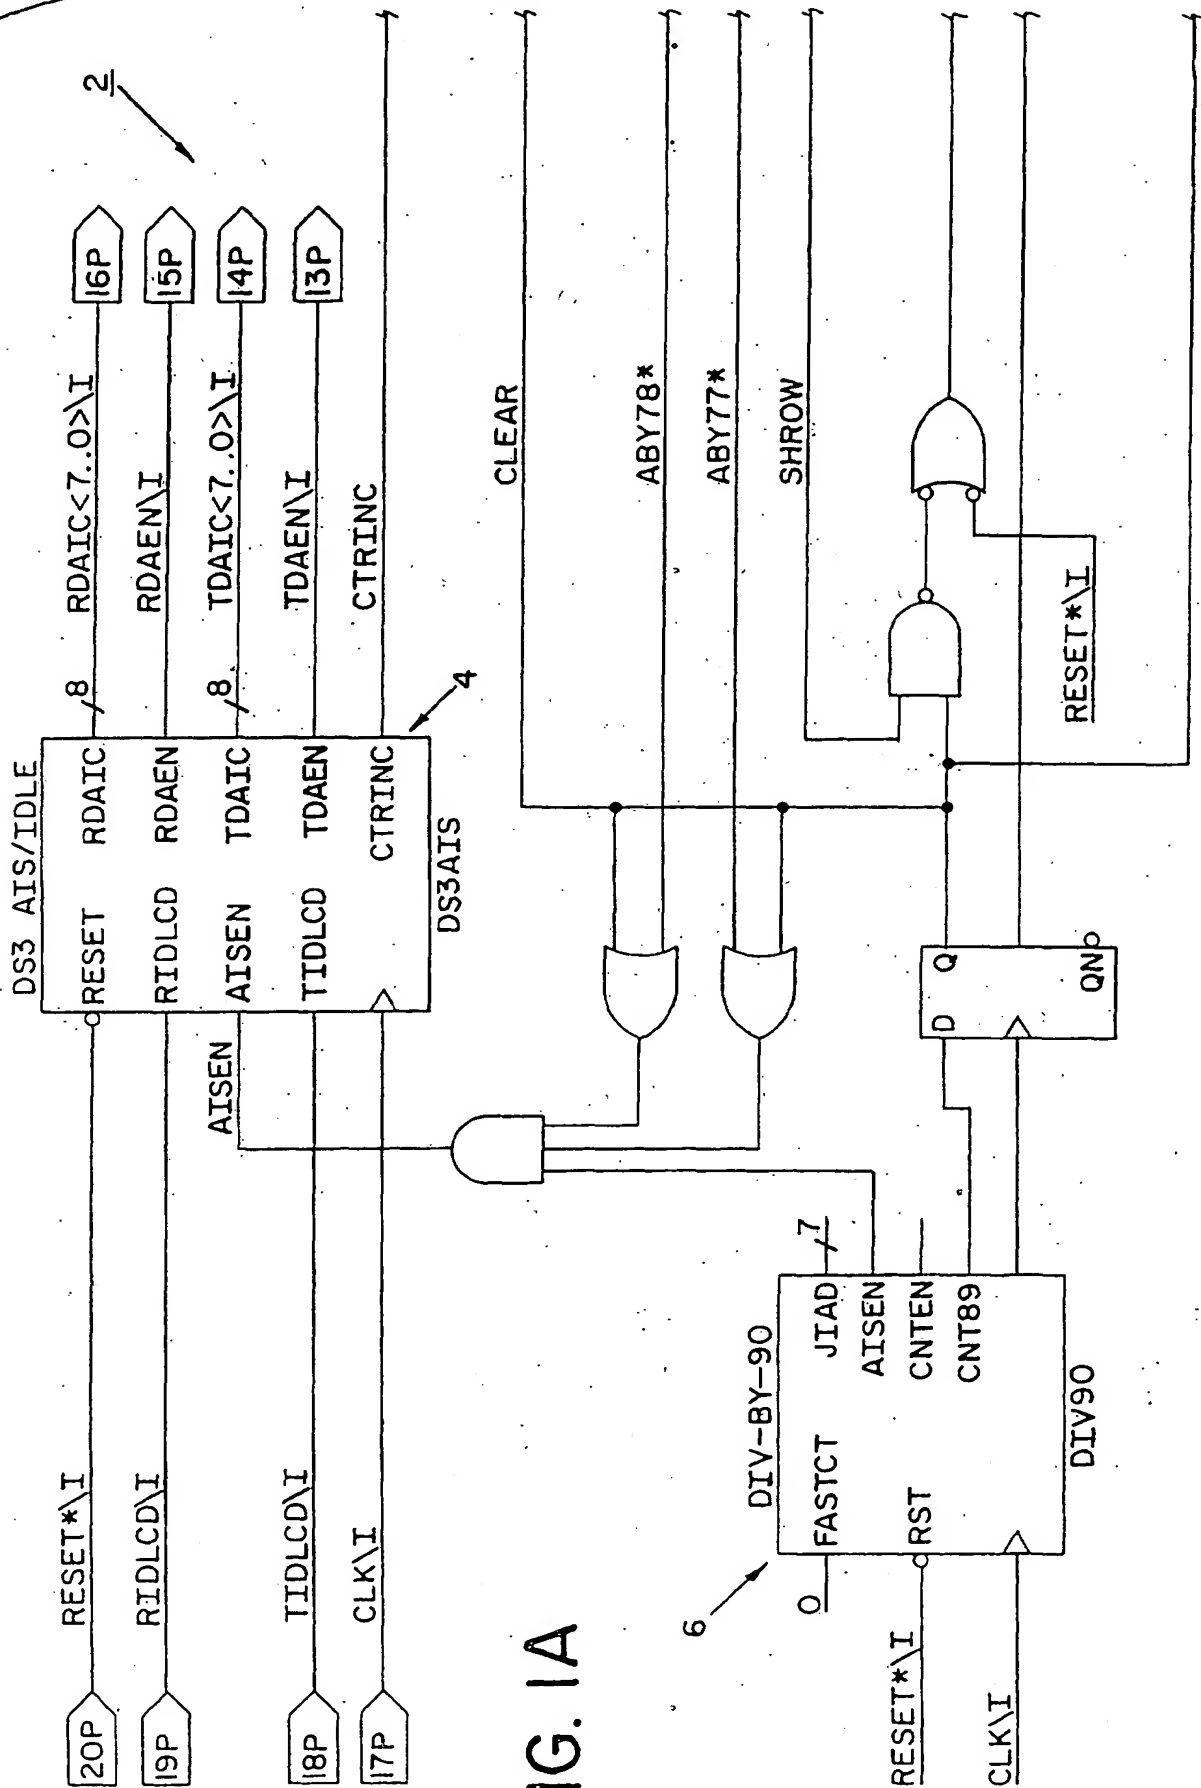 2
DS3 AIS/IDLE
20P
RESET*\I
RESET
RDAIC
8
RDAIC<7..0>\I
16P
19P
RIDLCD\I
RIDLCD
RDAEN
RDAEN\I
15P
AISEN
AISEN
TDAIC
8
TDAIC<7..0>\I
14P
18P
TIDLCD\I
TIDLCD
TDAEN
TDAEN\I
13P
17P
CLK\I
CTRINC
CTRINC
DS3AIS
4
CLEAR
ABY78*
ABY77*
SHROW
IG. 1A
6
DIV-BY-90
0
FASTCT
JIAD
7
AISEN
RESET*\I
RST
CNTEN
CNT89
CLK\I
DIV90
D
Q
QN
RESET*\I